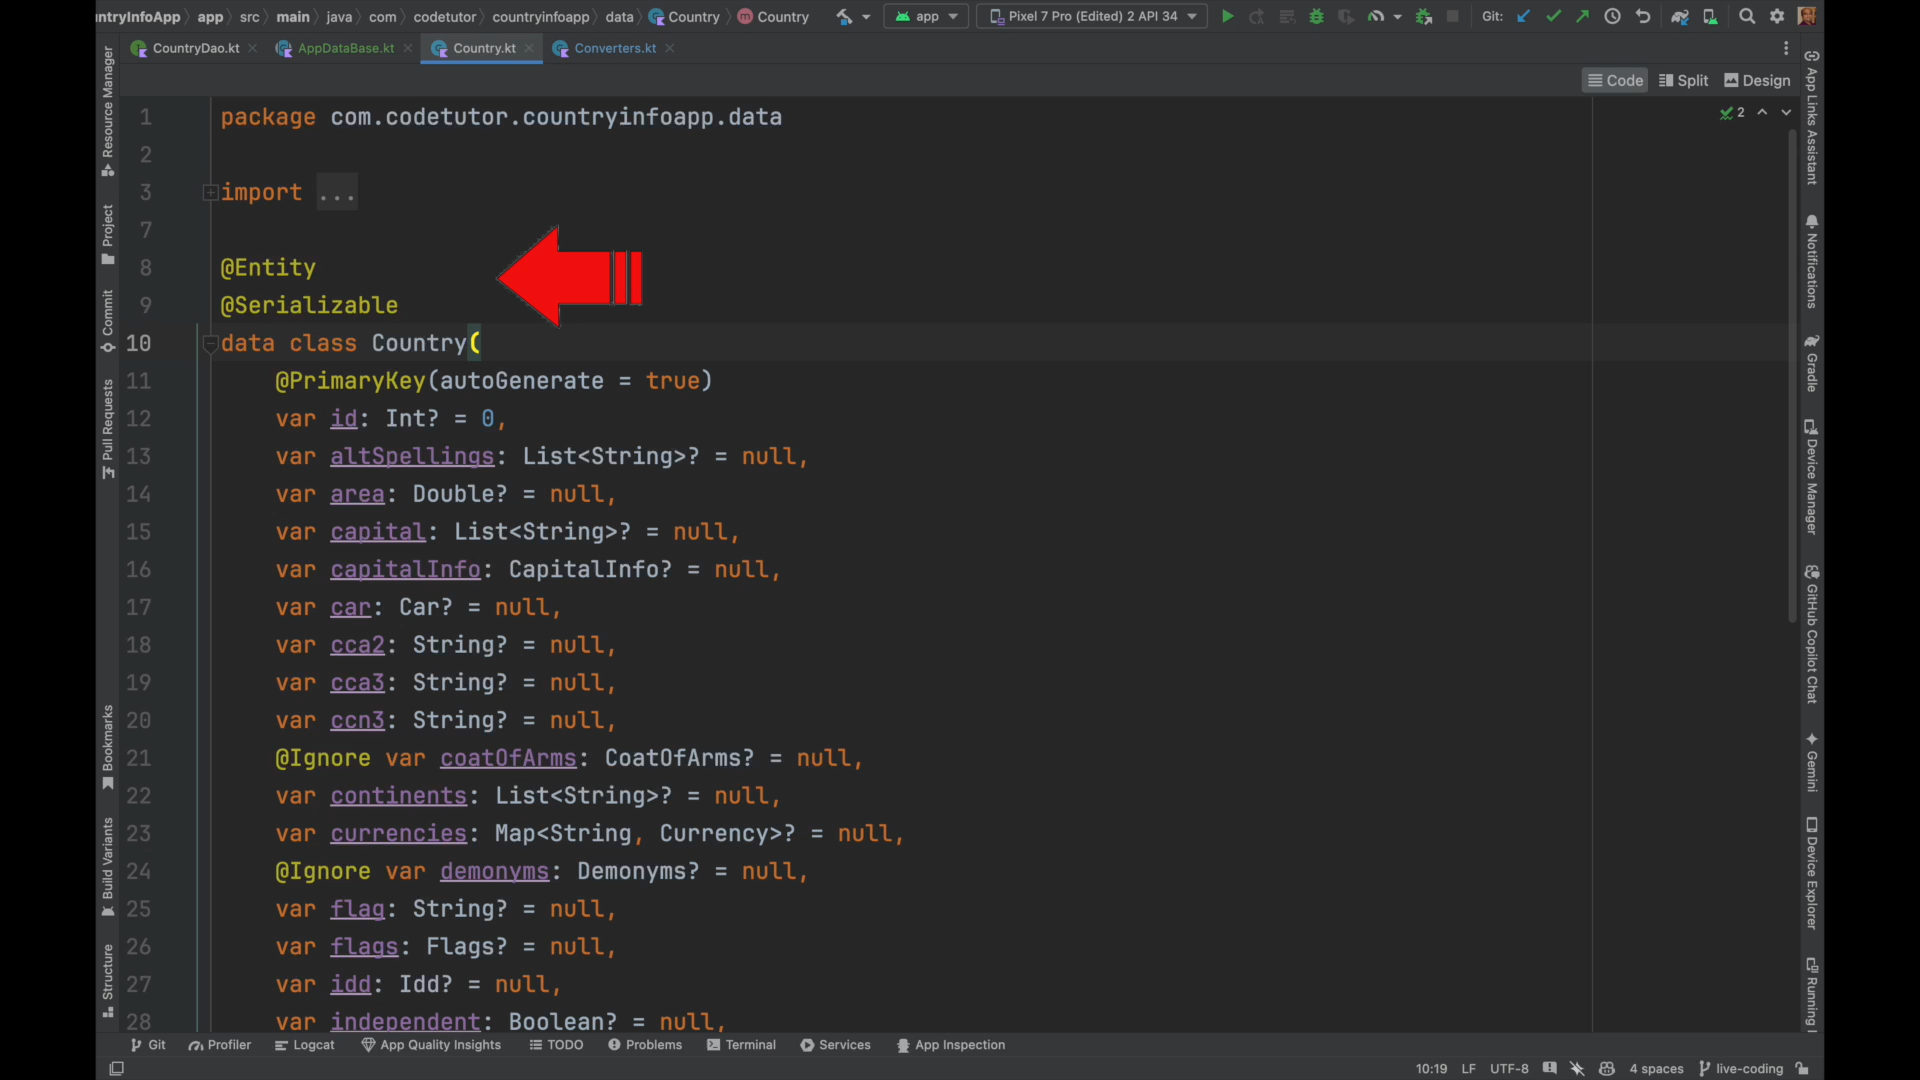 ntryInfoApp app src main java com codetutor countryinfoapp data Country Country app Pixel 7 Pro (Edited) 2 API 34 Git:
CountryDao.kt AppDataBase.kt Country.kt Converters.kt
Code Split Design
2
1 package com.codetutor.countryinfoapp.data
2
3 import ...
7
8 @Entity
9 @Serializable
10 data class Country(
11 @PrimaryKey(autoGenerate = true)
12 var id: Int? = 0,
13 var altSpellings: List<String>? = null,
14 var area: Double? = null,
15 var capital: List<String>? = null,
16 var capitalInfo: CapitalInfo? = null,
17 var car: Car? = null,
18 var cca2: String? = null,
19 var cca3: String? = null,
20 var ccn3: String? = null,
21 @Ignore var coatOfArms: CoatOfArms? = null,
22 var continents: List<String>? = null,
23 var currencies: Map<String, Currency>? = null,
24 @Ignore var demonyms: Demonyms? = null,
25 var flag: String? = null,
26 var flags: Flags? = null,
27 var idd: Idd? = null,
28 var independent: Boolean? = null,
Resource Manager
Project
Commit
Pull Requests
Bookmarks
Build Variants
Structure
App Links Assistant
Notifications
Gradle
Device Manager
GitHub Copilot Chat
Gemini
Device Explorer
Running
Git Profiler Logcat App Quality Insights TODO Problems Terminal Services App Inspection
10:19 LF UTF-8 4 spaces live-coding